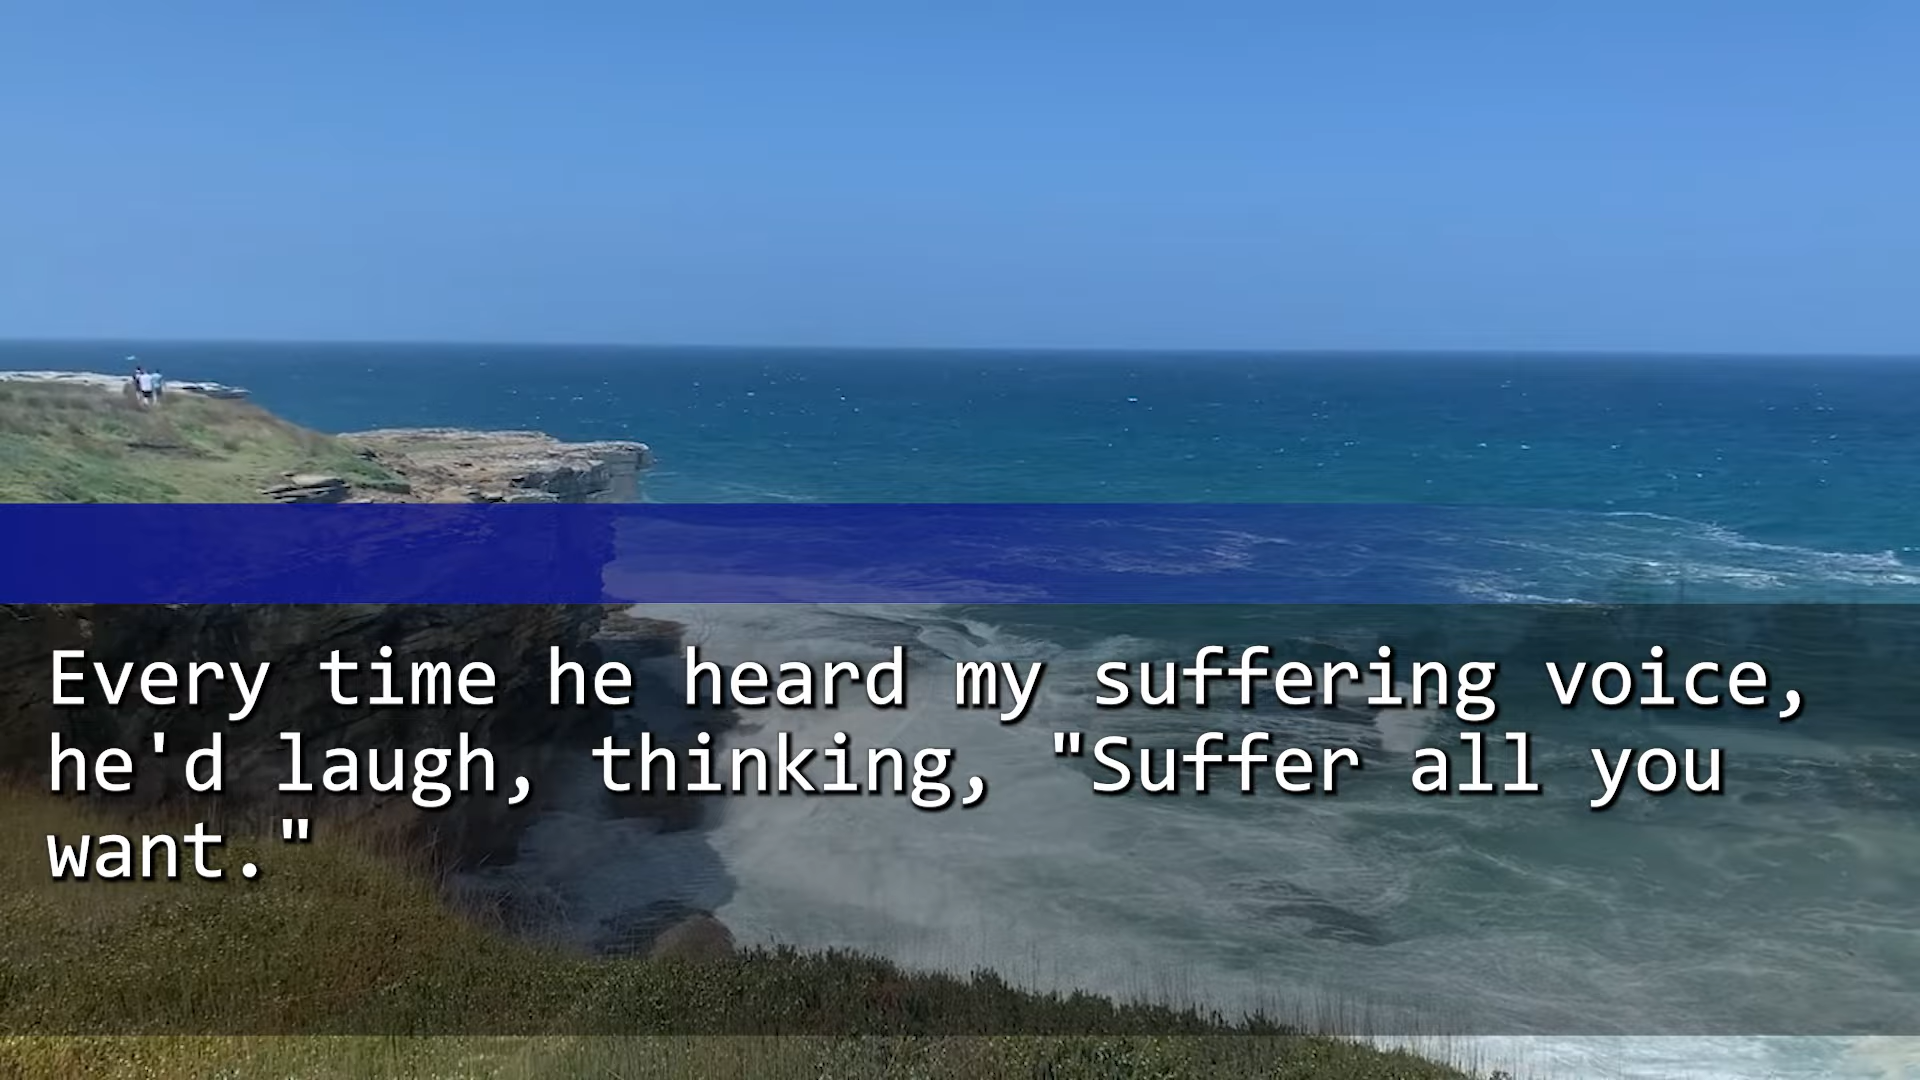 Every time he heard my suffering voice,
he'd laugh, thinking, "Suffer all you
want."